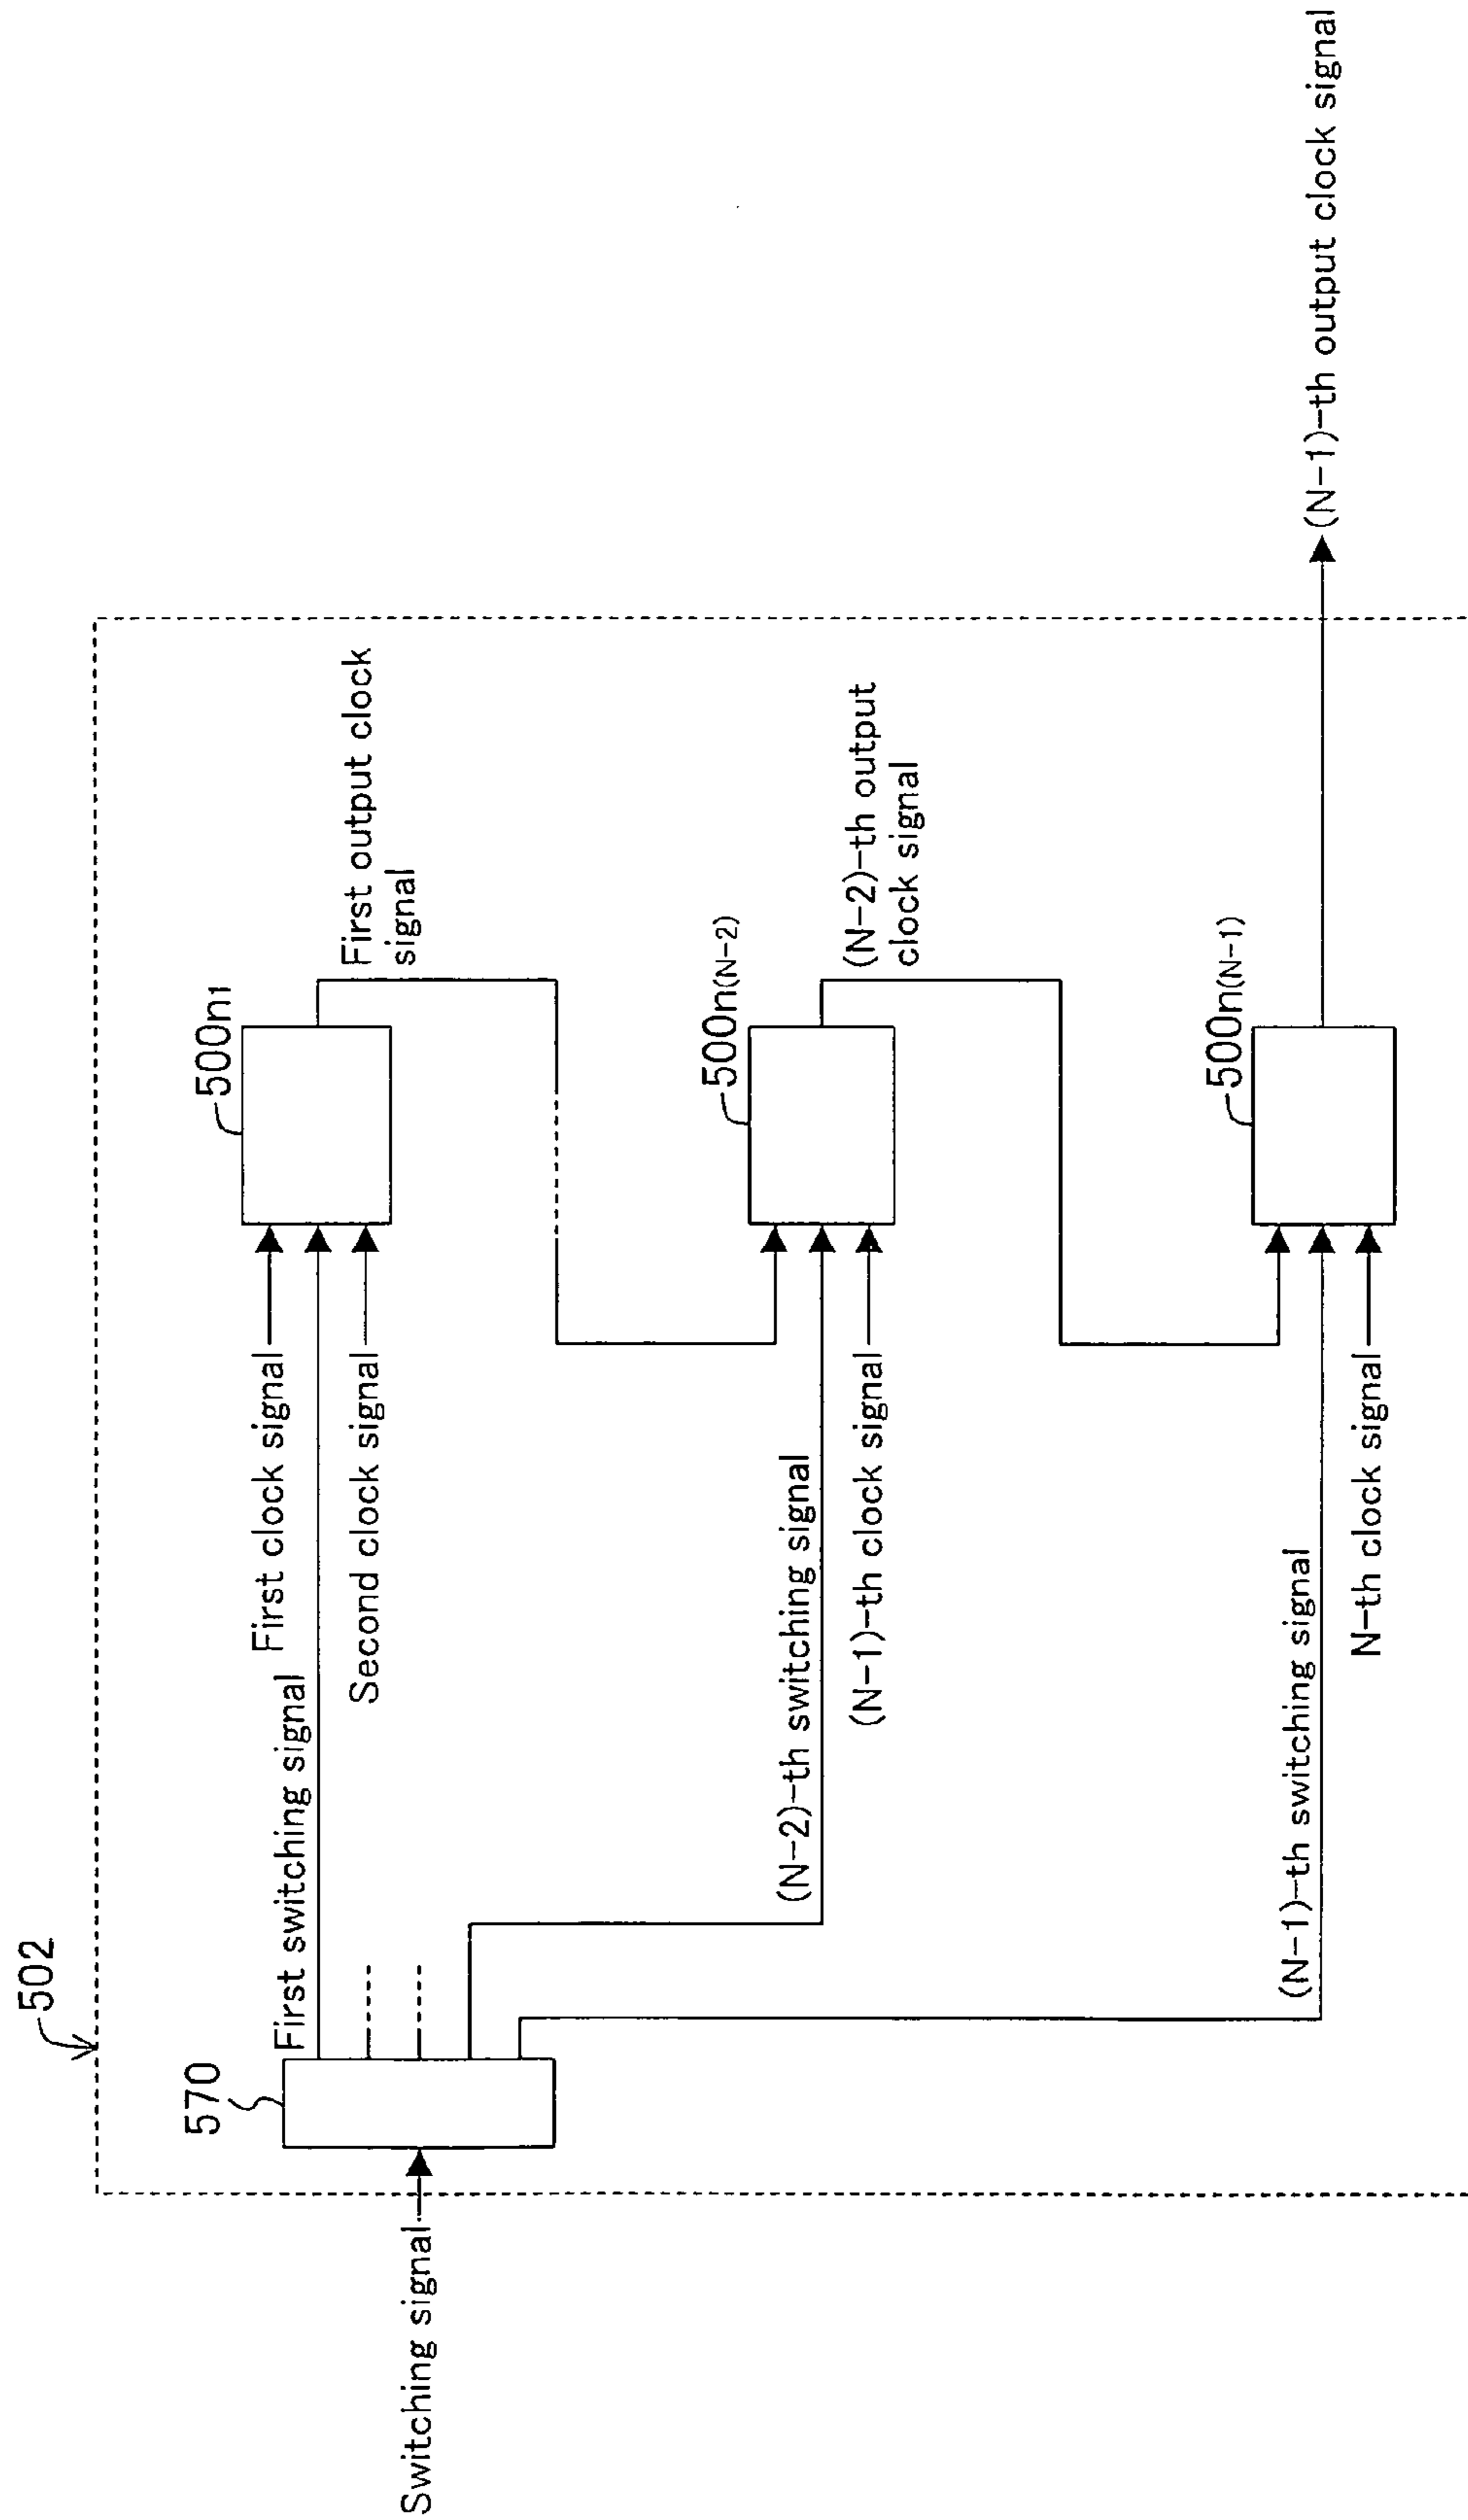 502
570
Switching signal
First switching signal
First clock signal
Second clock signal
500n1
First output clock
signal
(N-2)-th switching signal
(N-1)-th clock signal
500n(N-2)
(N-2)-th output
clock signal
(N-1)-th switching signal
N-th clock signal
500n(N-1)
(N-1)-th output clock signal